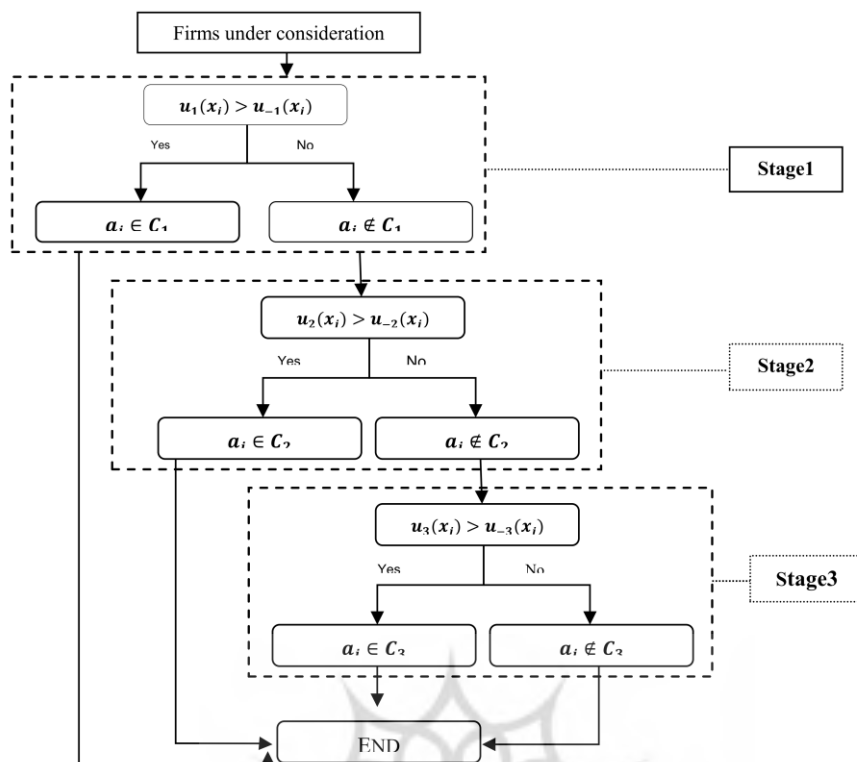 Firms under consideration
u₁(xᵢ) > u₋₁(xᵢ)
Yes No
Stage1
aᵢ ∈ C₁ aᵢ ∉ C₁
u₂(xᵢ) > u₋₂(xᵢ)
Yes No
Stage2
aᵢ ∈ C₂ aᵢ ∉ C₂
u₃(xᵢ) > u₋₃(xᵢ)
Yes No
Stage3
aᵢ ∈ C₃ aᵢ ∉ C₃
END